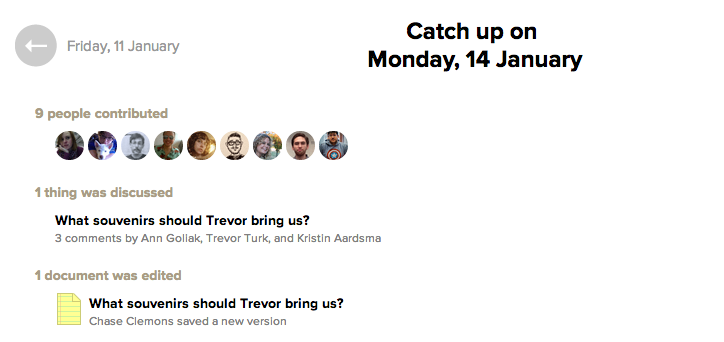 Friday, 11 January
Catch up on
Monday, 14 January
9 people contributed
1 thing was discussed
What souvenirs should Trevor bring us?
3 comments by Ann Goliak, Trevor Turk, and Kristin Aardsma
1 document was edited
What souvenirs should Trevor bring us?
Chase Clemons saved a new version